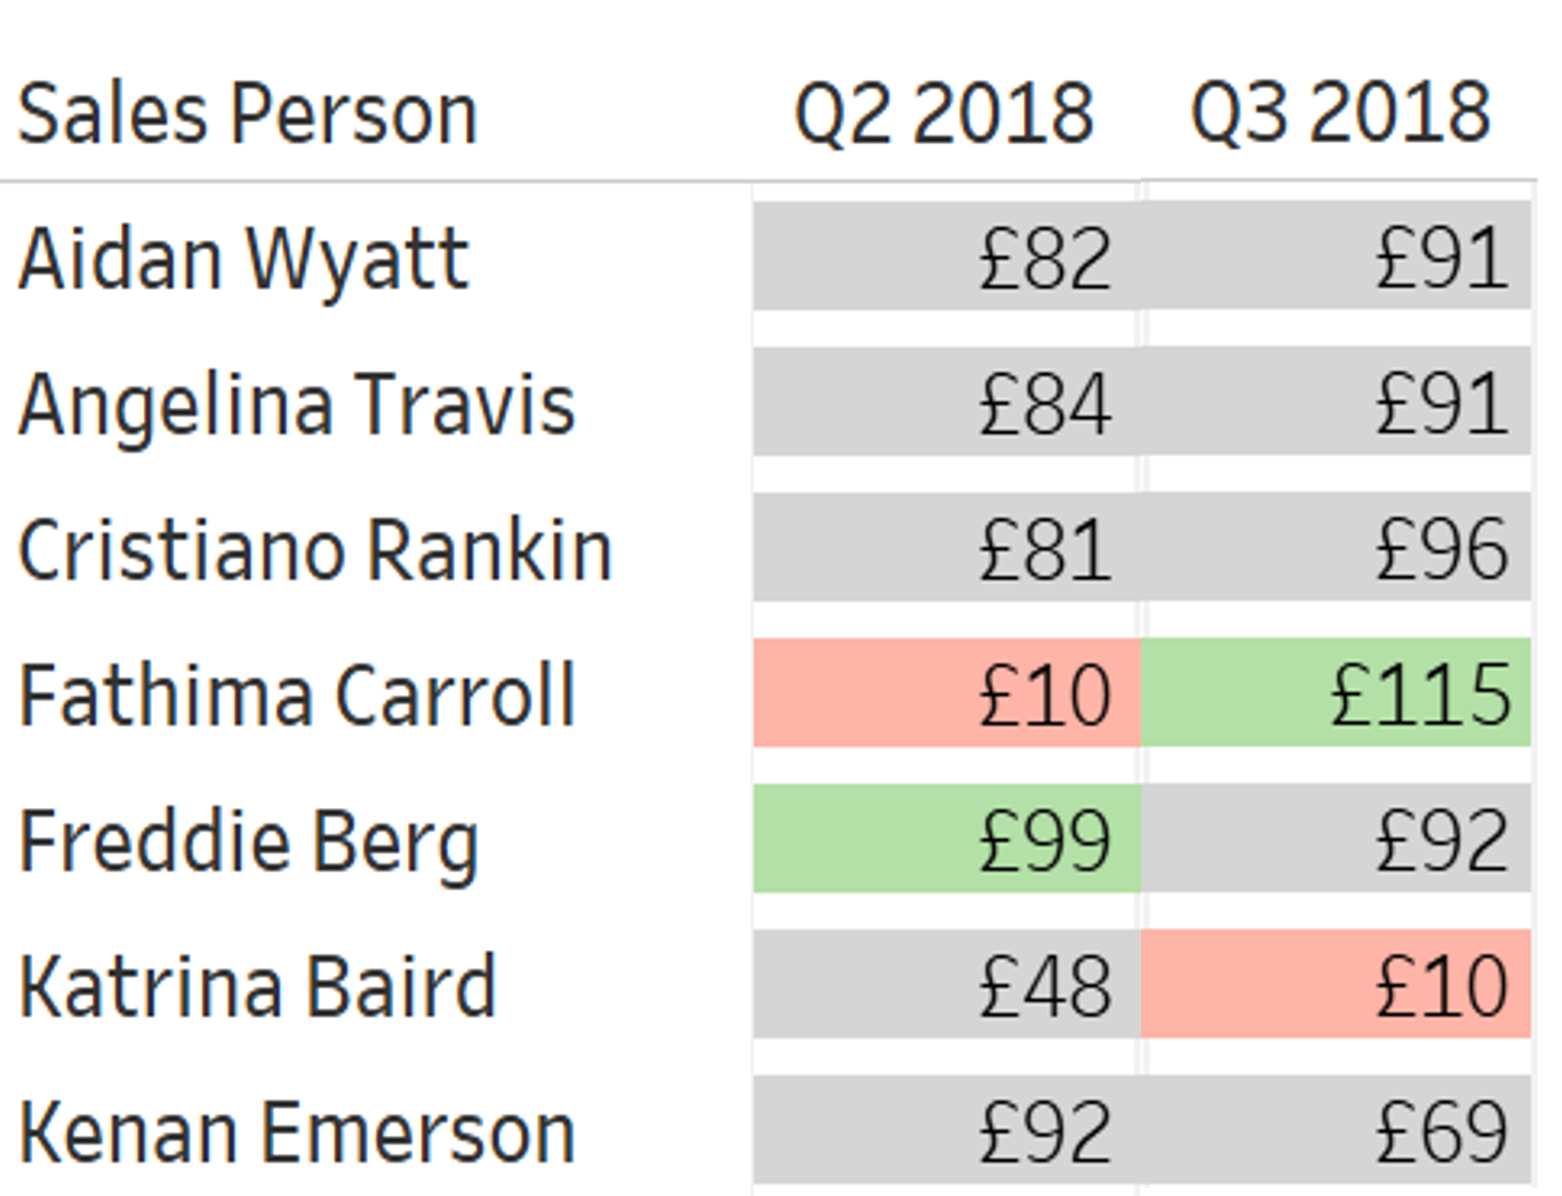 Sales Person Q2 2018 Q3 2018
Aidan Wyatt £82 £91
Angelina Travis £84 £91
Cristiano Rankin £81 £96
Fathima Carroll £10 £115
Freddie Berg £99 £92
Katrina Baird £48 £10
Kenan Emerson £92 £69